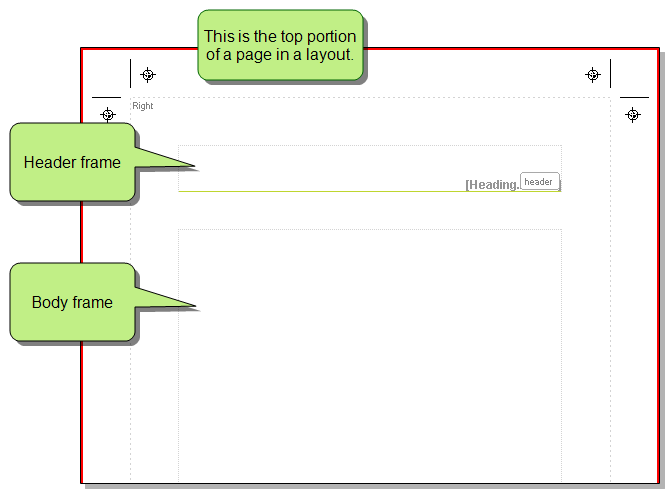 This is the top portion
of a page in a layout.
Right
Header frame
[Heading. header ]
Body frame